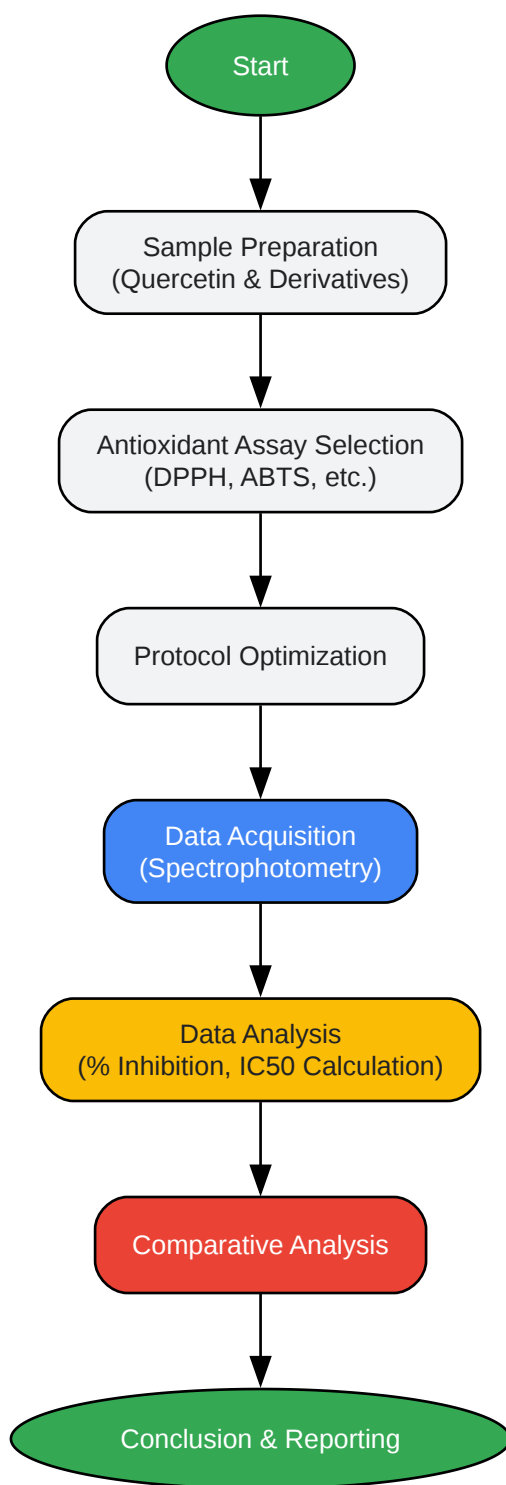 Start
Sample Preparation
(Quercetin & Derivatives)
Antioxidant Assay Selection
(DPPH, ABTS, etc.)
Protocol Optimization
Data Acquisition
(Spectrophotometry)
Data Analysis
(% Inhibition, IC50 Calculation)
Comparative Analysis
Conclusion & Reporting